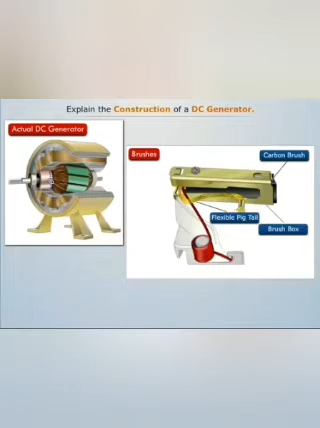 Explain the Construction of a DC Generator.
Actual DC Generator
Brushes
Carbon Brush
Flexible Pig Tail
Brush Box